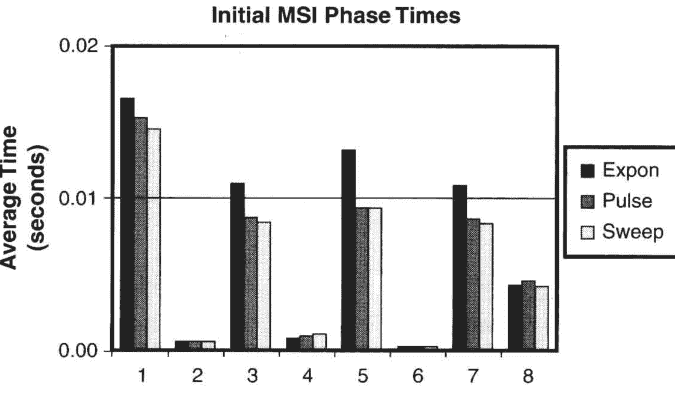 Initial MSI Phase Times
Average Time
(seconds)
0.02
0.01
0.00
1 2 3 4 5 6 7 8
Expon
Pulse
Sweep